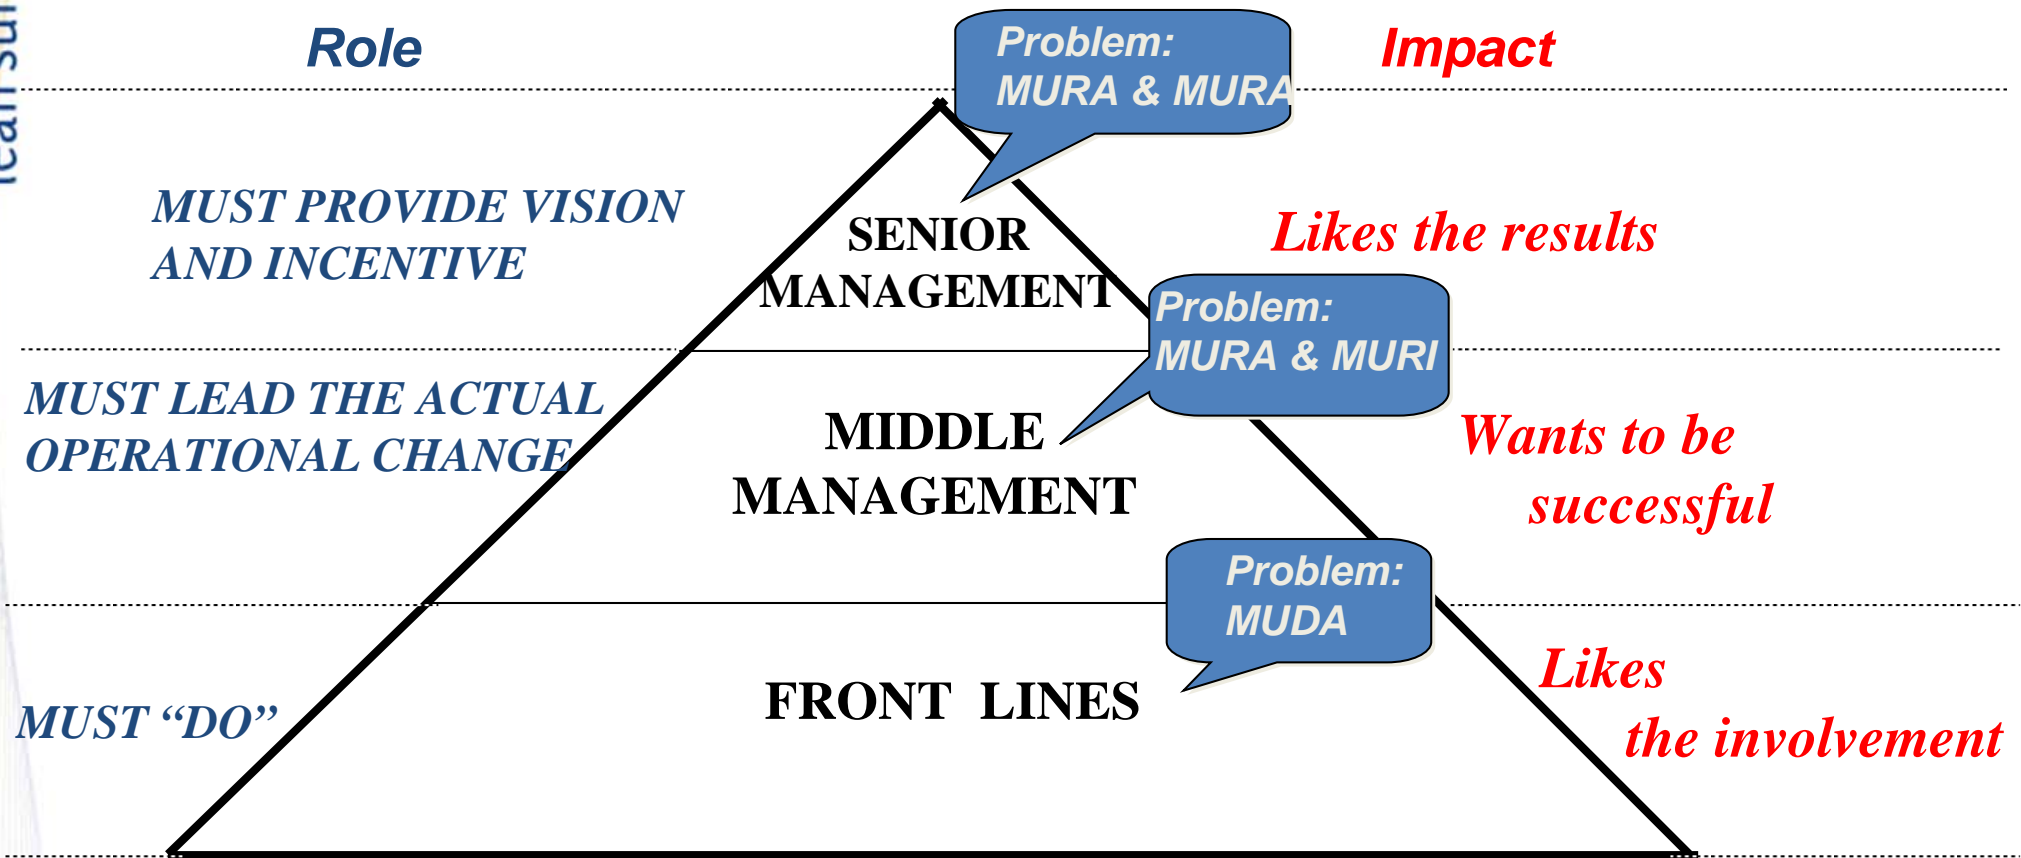 Role
Problem:
MURA & MURA
Impact
MUST PROVIDE VISION
AND INCENTIVE
SENIOR
MANAGEMENT
Likes the results
Problem:
MURA & MURI
MUST LEAD THE ACTUAL
OPERATIONAL CHANGE
MIDDLE
MANAGEMENT
Wants to be
successful
Problem:
MUDA
MUST “DO”
FRONT LINES
Likes
the involvement